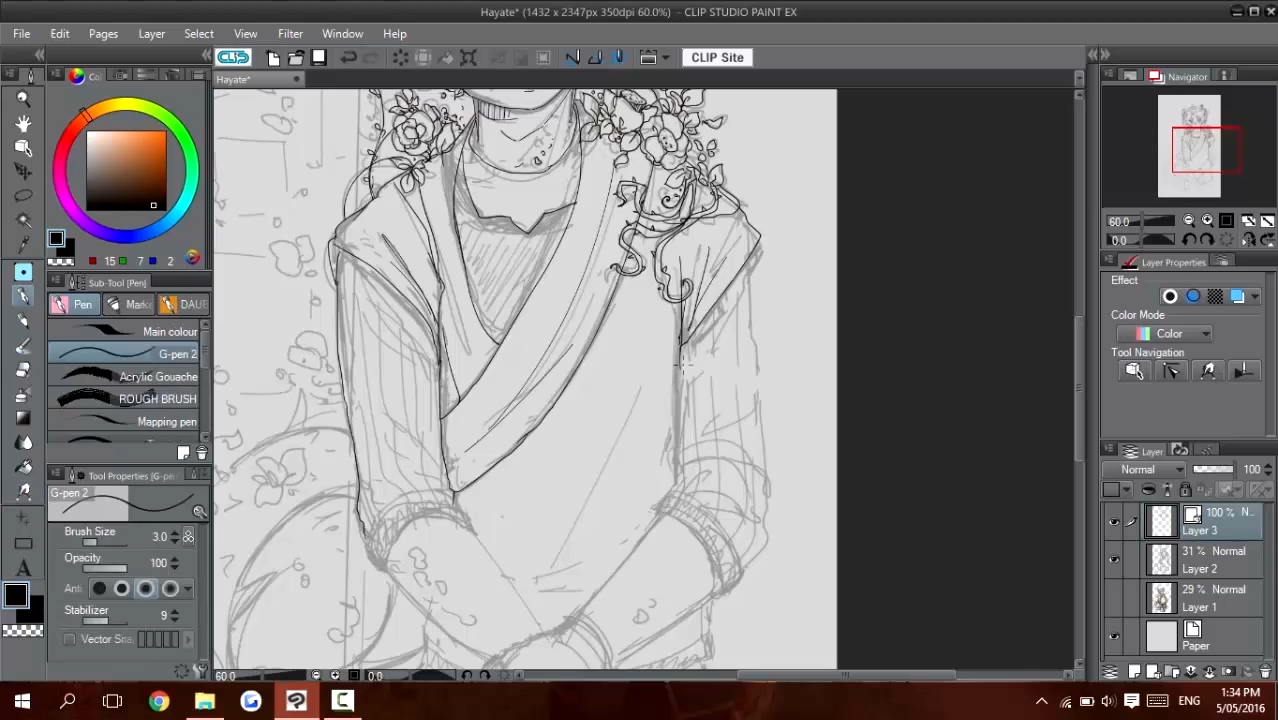 Hayate* (1432 x 2347px 350dpi 60.0%) - CLIP STUDIO PAINT EX
File Edit Pages Layer Select View Filter Window Help
CLIP Site
Hayate*
Navigator
60.0
0.0
15 7 2
Sub-Tool [Pen]
Pen
Main colour
G-pen 2
Acrylic Gouache
ROUGH BRUSH
Mapping pen
Tool Properties [G-pen
G-pen 2
Brush Size 3.0
Opacity 100
Anti
Stabilizer 9
Vector
Layer Properties
Effect
Color Mode
Color
Tool Navigation
Layer
Normal 100
100 % N..
Layer 3
31 % Normal
Layer 2
29 % Normal
Layer 1
Paper
60.0 0.0
ENG
1:34 PM
5/05/2016